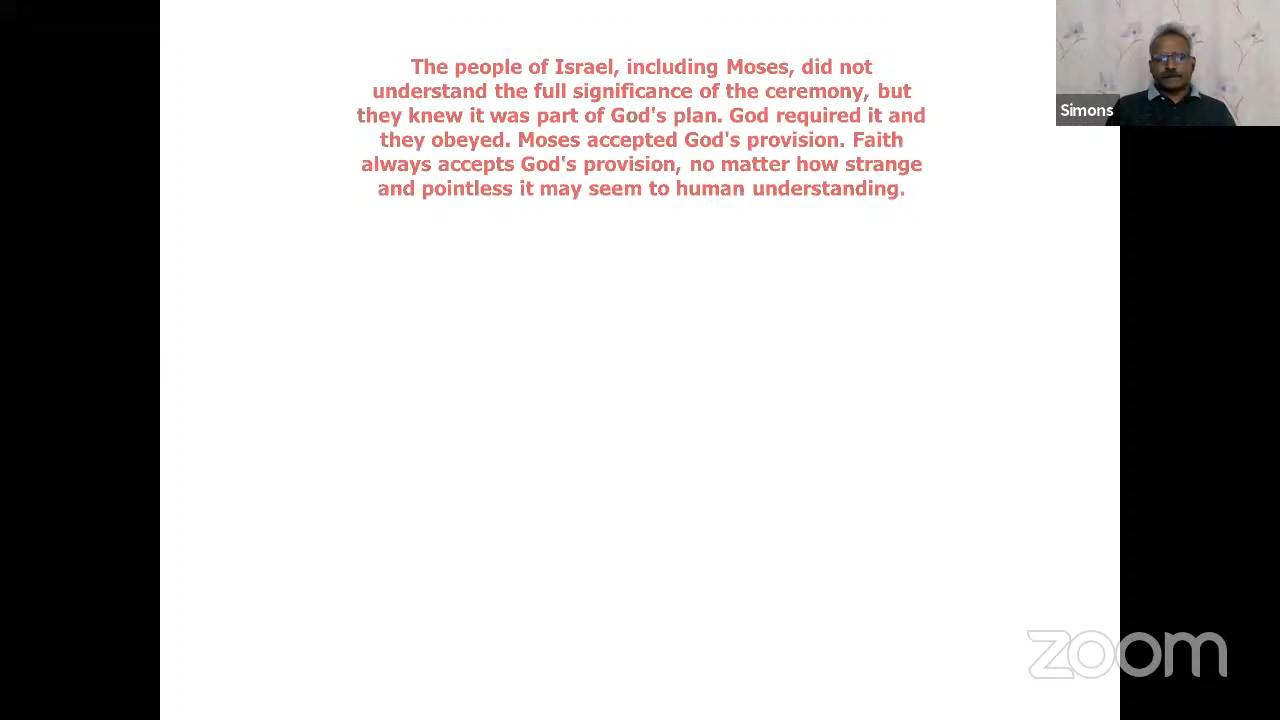 The people of Israel, including Moses, did not
understand the full significance of the ceremony, but
they knew it was part of God's plan. God required it and
they obeyed. Moses accepted God's provision. Faith
always accepts God's provision, no matter how strange
and pointless it may seem to human understanding.
Simons
zoom